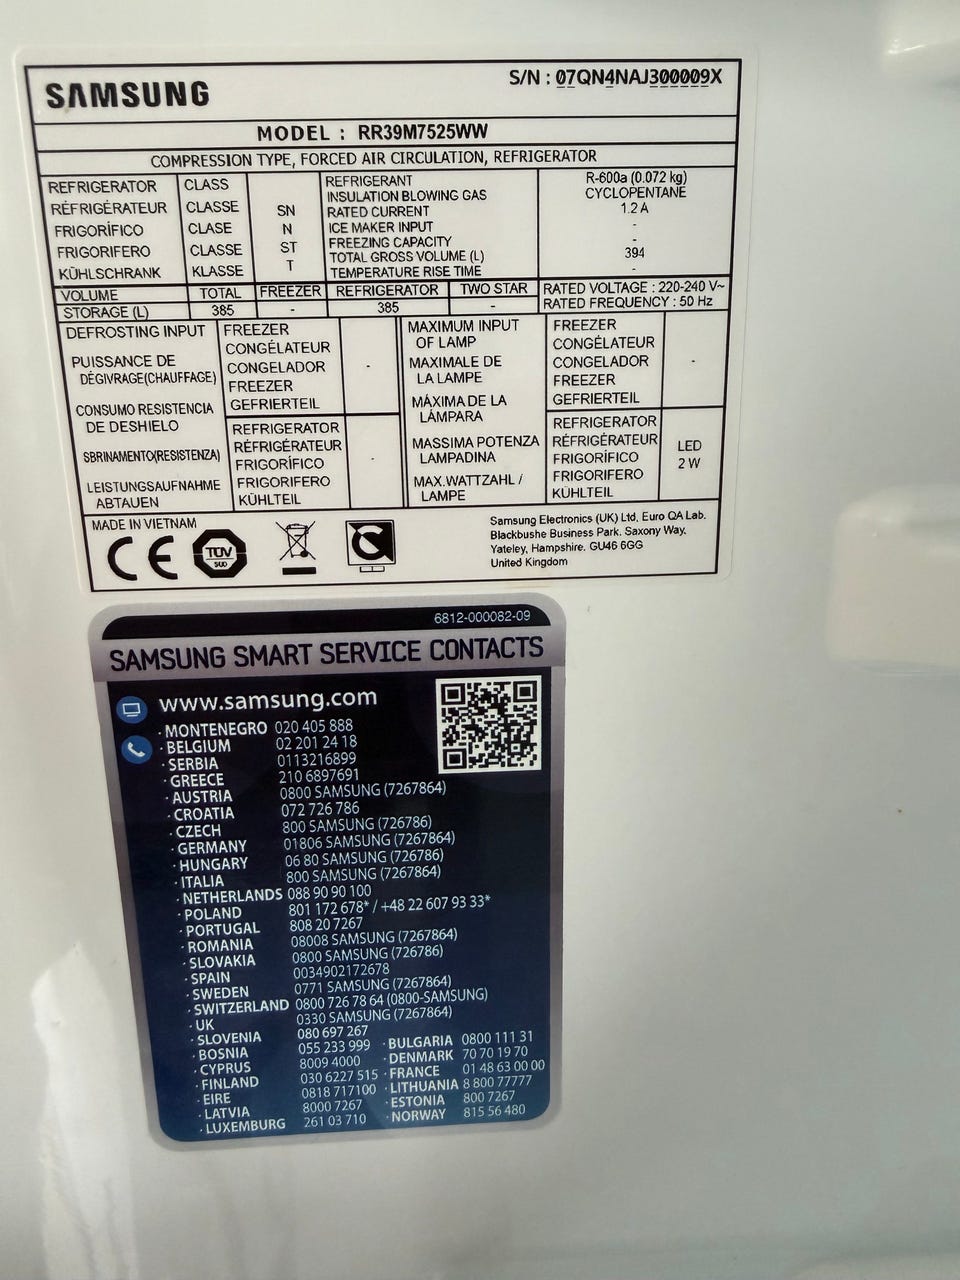 SAMSUNG
S/N : 07QN4NAJ300009X
MODEL : RR39M7525WW
COMPRESSION TYPE, FORCED AIR CIRCULATION, REFRIGERATOR
REFRIGERATOR CLASS
RÉFRIGÉRATEUR CLASSE SN
FRIGORÍFICO CLASE N
FRIGORIFERO CLASSE ST
KÜHLSCHRANK KLASSE T
REFRIGERANT R-600a (0.072 kg)
INSULATION BLOWING GAS CYCLOPENTANE
RATED CURRENT 1.2 A
ICE MAKER INPUT -
FREEZING CAPACITY -
TOTAL GROSS VOLUME (L) 394
TEMPERATURE RISE TIME -
VOLUME TOTAL FREEZER REFRIGERATOR TWO STAR
STORAGE (L) 385 - 385 -
RATED VOLTAGE : 220-240 V~
RATED FREQUENCY : 50 Hz
DEFROSTING INPUT
PUISSANCE DE
DÉGIVRAGE(CHAUFFAGE)
CONSUMO RESISTENCIA
DE DESHIELO
SBRINAMENTO(RESISTENZA)
LEISTUNGSAUFNAHME
ABTAUEN
FREEZER
CONGÉLATEUR
CONGELADOR -
FREEZER
GEFRIERTEIL
REFRIGERATOR
RÉFRIGÉRATEUR
FRIGORÍFICO -
FRIGORIFERO
KÜHLTEIL
MAXIMUM INPUT
OF LAMP
MAXIMALE DE
LA LAMPE
MÁXIMA DE LA
LÁMPARA
MASSIMA POTENZA
LAMPADINA
MAX.WATTZAHL /
LAMPE
FREEZER
CONGÉLATEUR
CONGELADOR -
FREEZER
GEFRIERTEIL
REFRIGERATOR
RÉFRIGÉRATEUR LED
FRIGORÍFICO 2 W
FRIGORIFERO
KÜHLTEIL
MADE IN VIETNAM
CE
TÜV
SÜD
Samsung Electronics (UK) Ltd, Euro QA Lab.
Blackbushe Business Park. Saxony Way.
Yateley, Hampshire. GU46 6GG
United Kingdom
6812-000082-09
SAMSUNG SMART SERVICE CONTACTS
www.samsung.com
· MONTENEGRO 020 405 888
· BELGIUM 02 201 24 18
· SERBIA 0113216899
· GREECE 210 6897691
· AUSTRIA 0800 SAMSUNG (7267864)
· CROATIA 072 726 786
· CZECH 800 SAMSUNG (726786)
· GERMANY 01806 SAMSUNG (7267864)
· HUNGARY 06 80 SAMSUNG (726786)
· ITALIA 800 SAMSUNG (7267864)
· NETHERLANDS 088 90 90 100
· POLAND 801 172 678* / +48 22 607 93 33*
· PORTUGAL 808 20 7267
· ROMANIA 08008 SAMSUNG (7267864)
· SLOVAKIA 0800 SAMSUNG (726786)
· SPAIN 0034902172678
· SWEDEN 0771 SAMSUNG (7267864)
· SWITZERLAND 0800 726 78 64 (0800-SAMSUNG)
· UK 0330 SAMSUNG (7267864)
· SLOVENIA 080 697 267
· BOSNIA 055 233 999
· CYPRUS 8009 4000
· FINLAND 030 6227 515
· EIRE 0818 717100
· LATVIA 8000 7267
· LUXEMBURG 261 03 710
· BULGARIA 0800 111 31
· DENMARK 70 70 19 70
· FRANCE 01 48 63 00 00
· LITHUANIA 8 800 77777
· ESTONIA 800 7267
· NORWAY 815 56 480